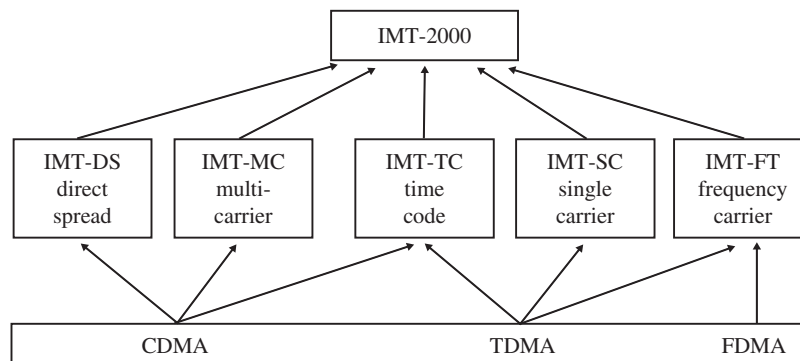 IMT-2000
IMT-DS
direct
spread
IMT-MC
multi-
carrier
IMT-TC
time
code
IMT-SC
single
carrier
IMT-FT
frequency
carrier
CDMA
TDMA
FDMA